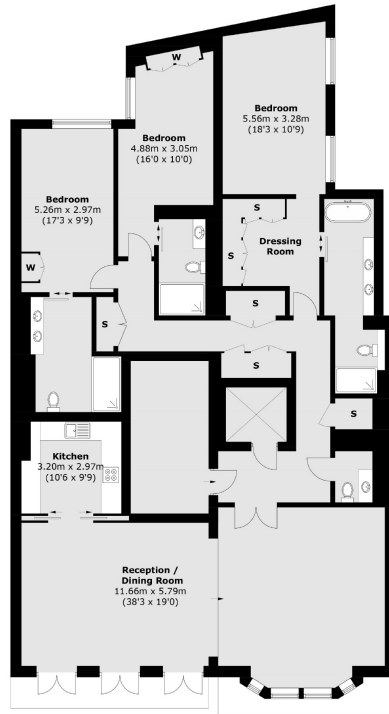 W
Bedroom
5.56m x 3.28m
(18'3 x 10'9)
Bedroom
4.88m x 3.05m
(16'0 x 10'0)
Bedroom
5.26m x 2.97m
(17'3 x 9'9)
S
S
Dressing
Room
W
S
S
S
S
Kitchen
3.20m x 2.97m
(10'6 x 9'9)
Reception /
Dining Room
11.66m x 5.79m
(38'3 x 19'0)